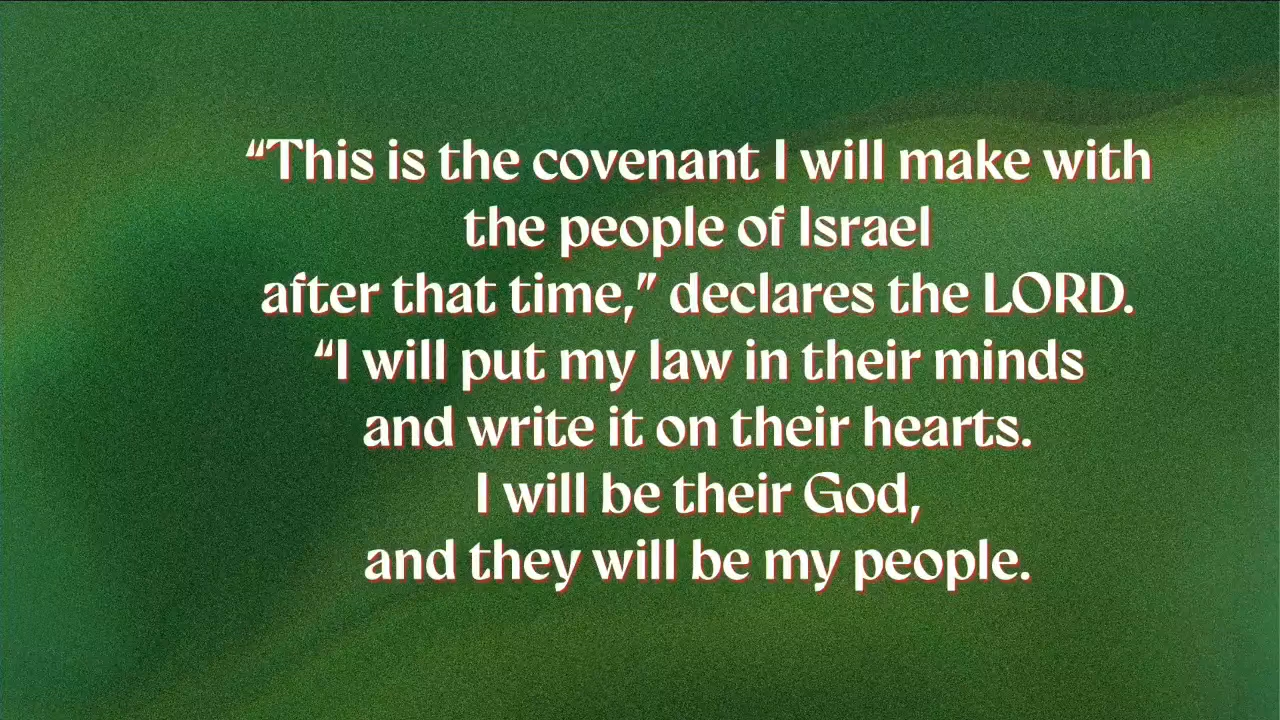 “This is the covenant I will make with
the people of Israel
after that time,” declares the LORD.
“I will put my law in their minds
and write it on their hearts.
I will be their God,
and they will be my people.